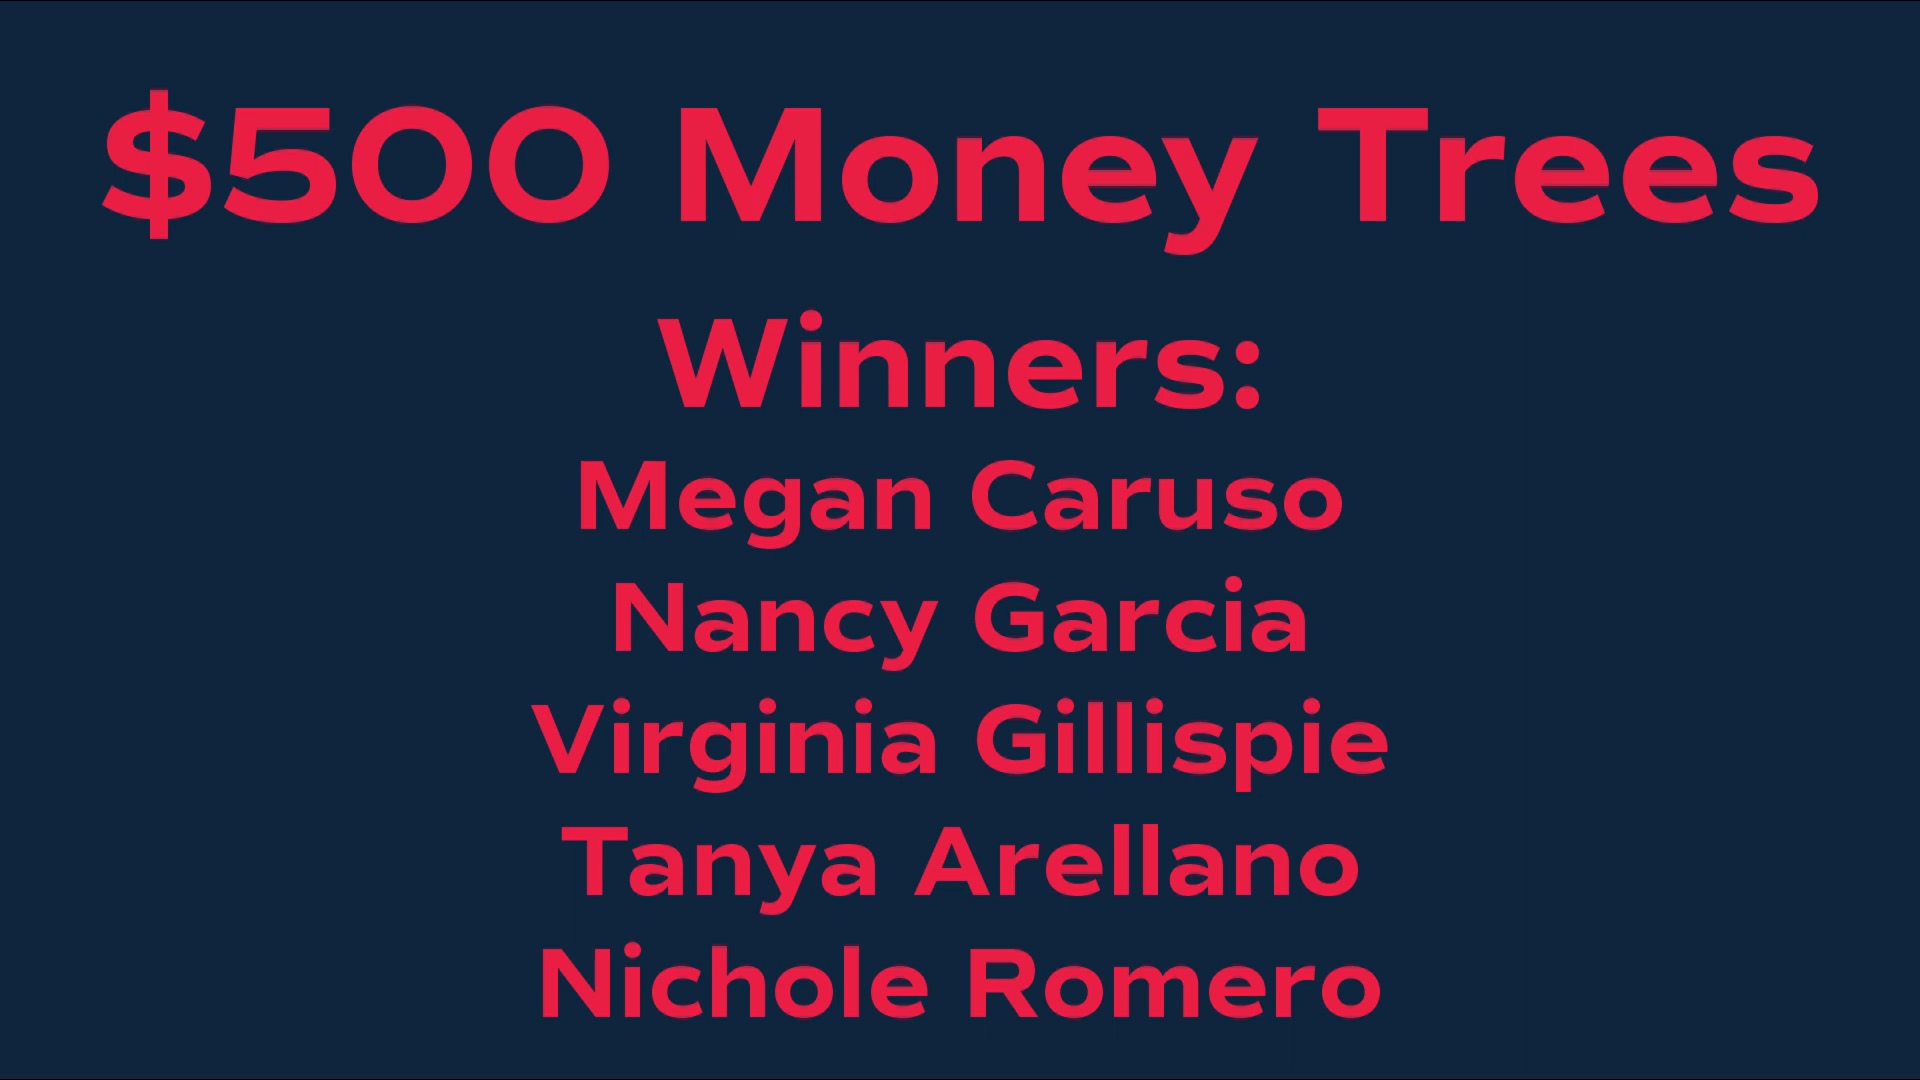 $500 Money Trees
Winners:
Megan Caruso
Nancy Garcia
Virginia Gillispie
Tanya Arellano
Nichole Romero